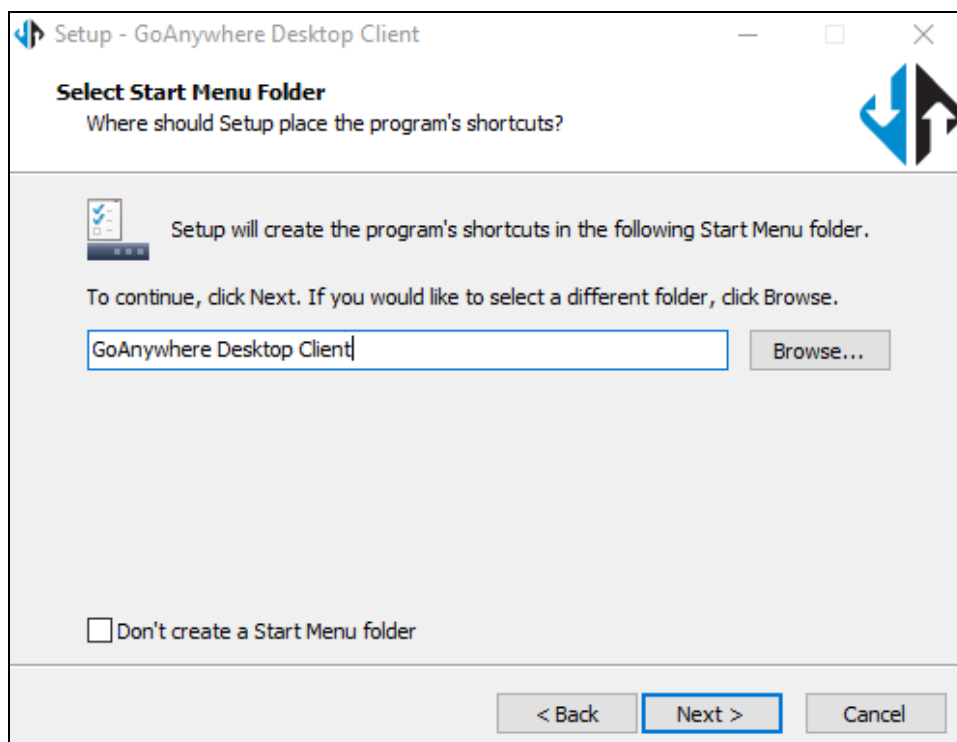 Setup - GoAnywhere Desktop Client
Select Start Menu Folder
Where should Setup place the program's shortcuts?
Setup will create the program's shortcuts in the following Start Menu folder.
To continue, click Next. If you would like to select a different folder, click Browse.
GoAnywhere Desktop Client
Browse...
Don't create a Start Menu folder
< Back
Next >
Cancel